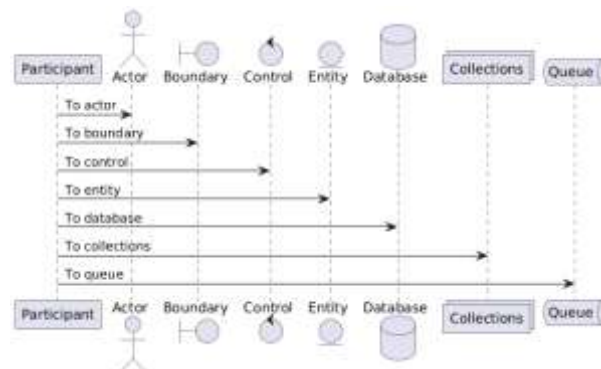 Participant
Actor
Boundary
Control
Entity
Database
Collections
Queue
To actor
To boundary
To control
To entity
To database
To collections
To queue
Participant
Actor
Boundary
Control
Entity
Database
Collections
Queue